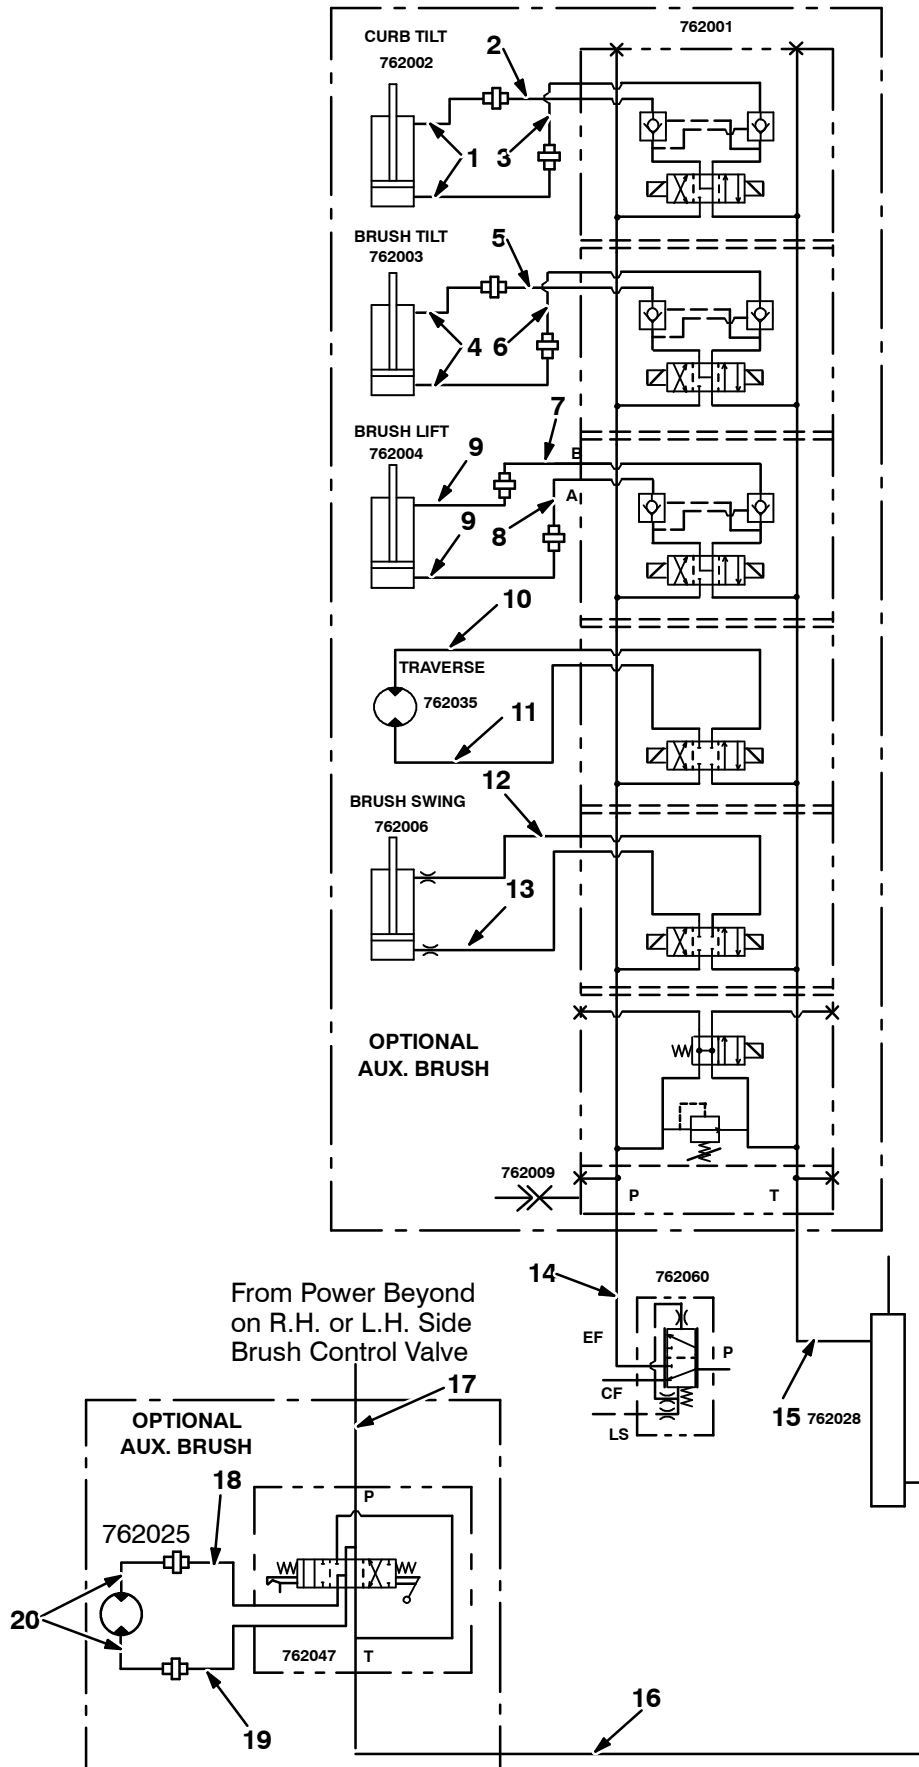 762001
CURB TILT
762002
2
1
3
BRUSH TILT
762003
5
4
6
BRUSH LIFT
762004
9
7
B
A
8
9
10
TRAVERSE
762035
11
12
BRUSH SWING
762006
13
OPTIONAL
AUX. BRUSH
762009
P
T
14
762060
EF
P
CF
LS
15
762028
From Power Beyond
on R.H. or L.H. Side
Brush Control Valve
17
OPTIONAL
AUX. BRUSH
18
P
762025
20
762047
T
19
16